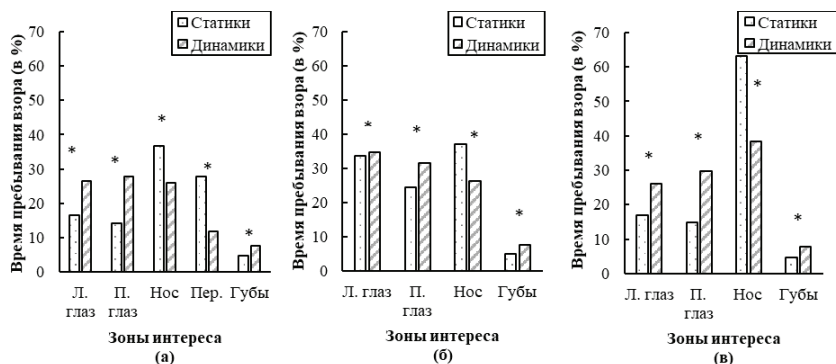 Время пребывания взора (в %)
70
60
50
40
30
20
10
0
Статики
Динамики
*
*
*
*
*
Л. глаз
П. глаз
Нос
Пер.
Губы
Зоны интереса
(а)
Время пребывания взора (в %)
70
60
50
40
30
20
10
0
Статики
Динамики
*
*
*
*
Л. глаз
П. глаз
Нос
Губы
Зоны интереса
(б)
Время пребывания взора (в %)
70
60
50
40
30
20
10
0
Статики
Динамики
*
*
*
*
Л. глаз
П. глаз
Нос
Губы
Зоны интереса
(в)